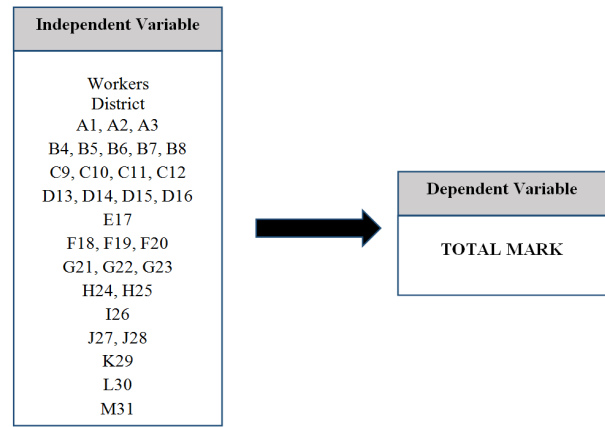 Independent Variable
Workers
District
A1, A2, A3
B4, B5, B6, B7, B8
C9, C10, C11, C12
D13, D14, D15, D16
E17
F18, F19, F20
G21, G22, G23
H24, H25
I26
J27, J28
K29
L30
M31
Dependent Variable
TOTAL MARK